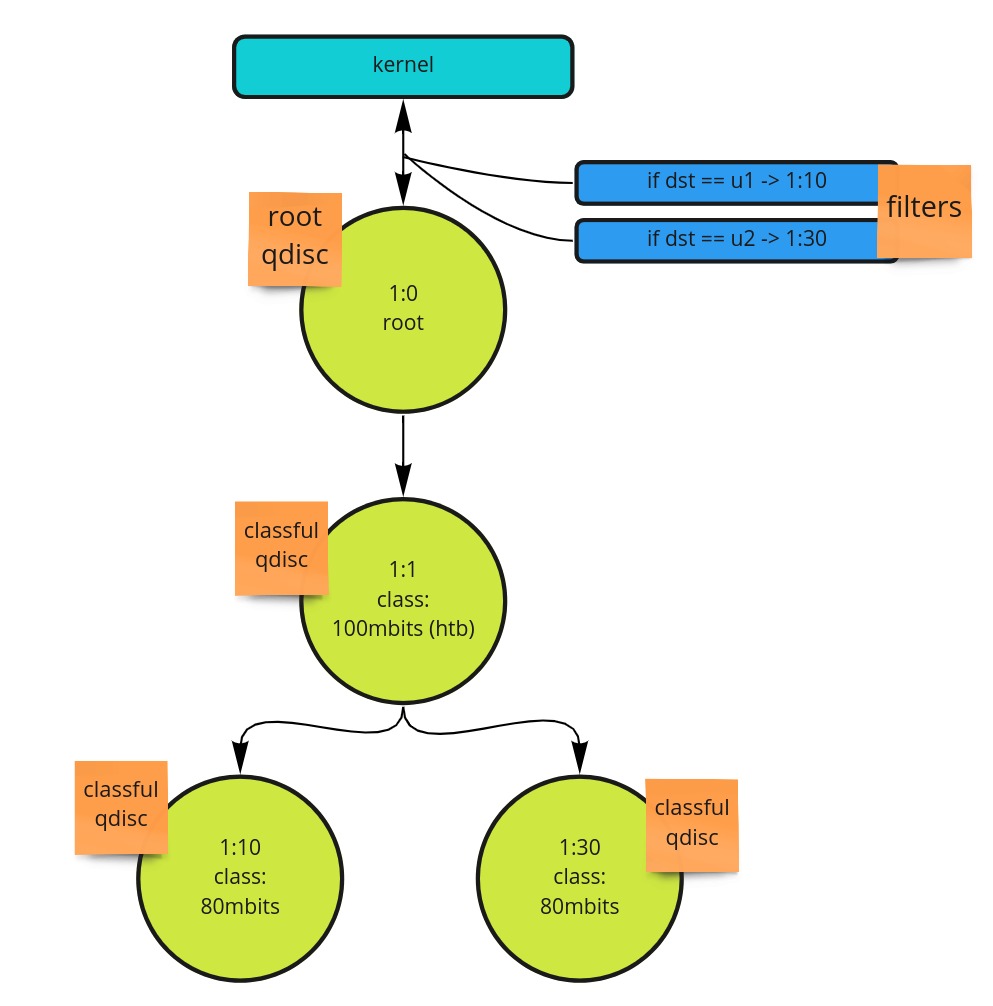 kernel
if dst == u1 -> 1:10
if dst == u2 -> 1:30
filters
root
qdisc
1:0
root
classful
qdisc
1:1
class:
100mbits (htb)
classful
qdisc
1:10
class:
80mbits
1:30
class:
80mbits
classful
qdisc